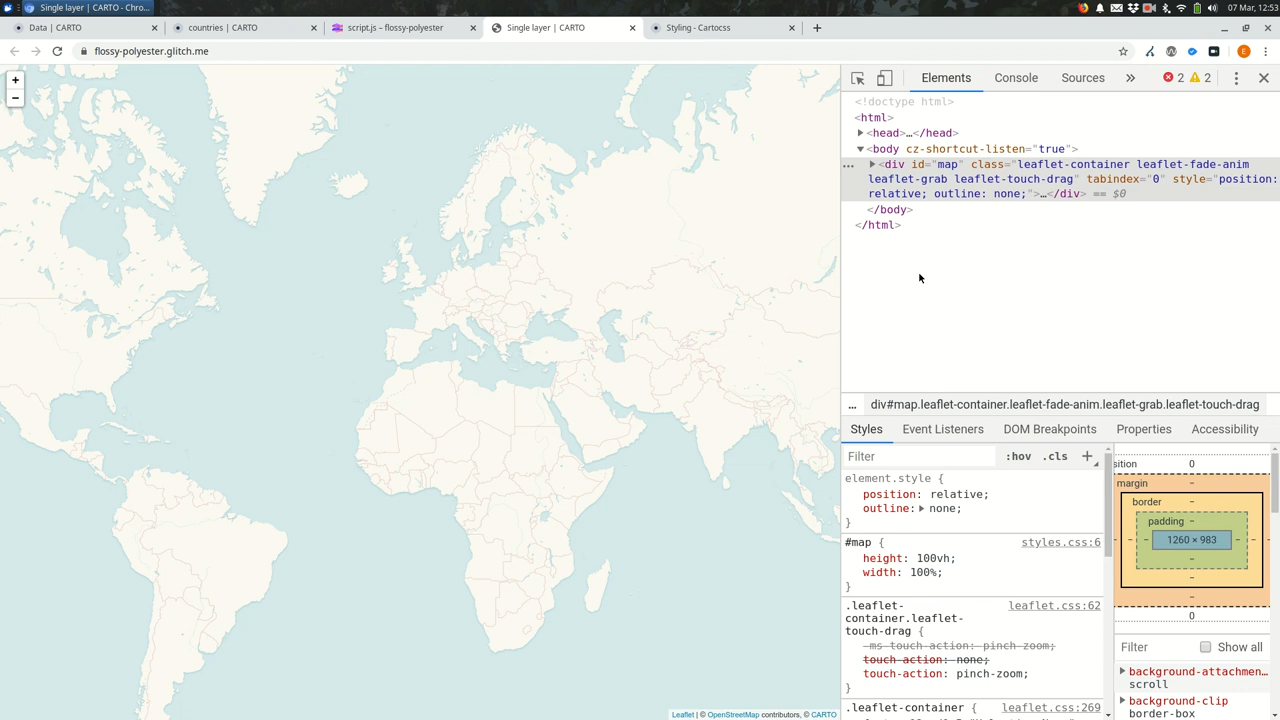 Single layer | CARTO - Chro...
07 Mar, 12:53
Data | CARTO
countries | CARTO
script.js – flossy-polyester
Single layer | CARTO
Styling - Cartocss
flossy-polyester.glitch.me
E
+
−
Elements
Console
Sources
2
2
<!doctype html>
<html>
<head>…</head>
<body cz-shortcut-listen="true">
... <div id="map" class="leaflet-container leaflet-fade-anim
leaflet-grab leaflet-touch-drag" tabindex="0" style="position:
relative; outline: none;">…</div> == $0
</body>
</html>
... div#map.leaflet-container.leaflet-fade-anim.leaflet-grab.leaflet-touch-drag
Styles
Event Listeners
DOM Breakpoints
Properties
Accessibility
Filter
:hov
.cls
+
element.style {
position: relative;
outline: none;
}
#map {
styles.css:6
height: 100vh;
width: 100%;
}
.leaflet-
leaflet.css:62
container.leaflet-
touch-drag {
-ms-touch-action: pinch-zoom;
touch-action: none;
touch-action: pinch-zoom;
}
.leaflet-container {
leaflet.css:269
sition
0
margin
−
border
−
padding
−
− − − 1260 × 983 − − −
−
−
−
0
Filter
Show all
background-attachmen…
scroll
background-clip
border-box
Leaflet | © OpenStreetMap contributors, © CARTO